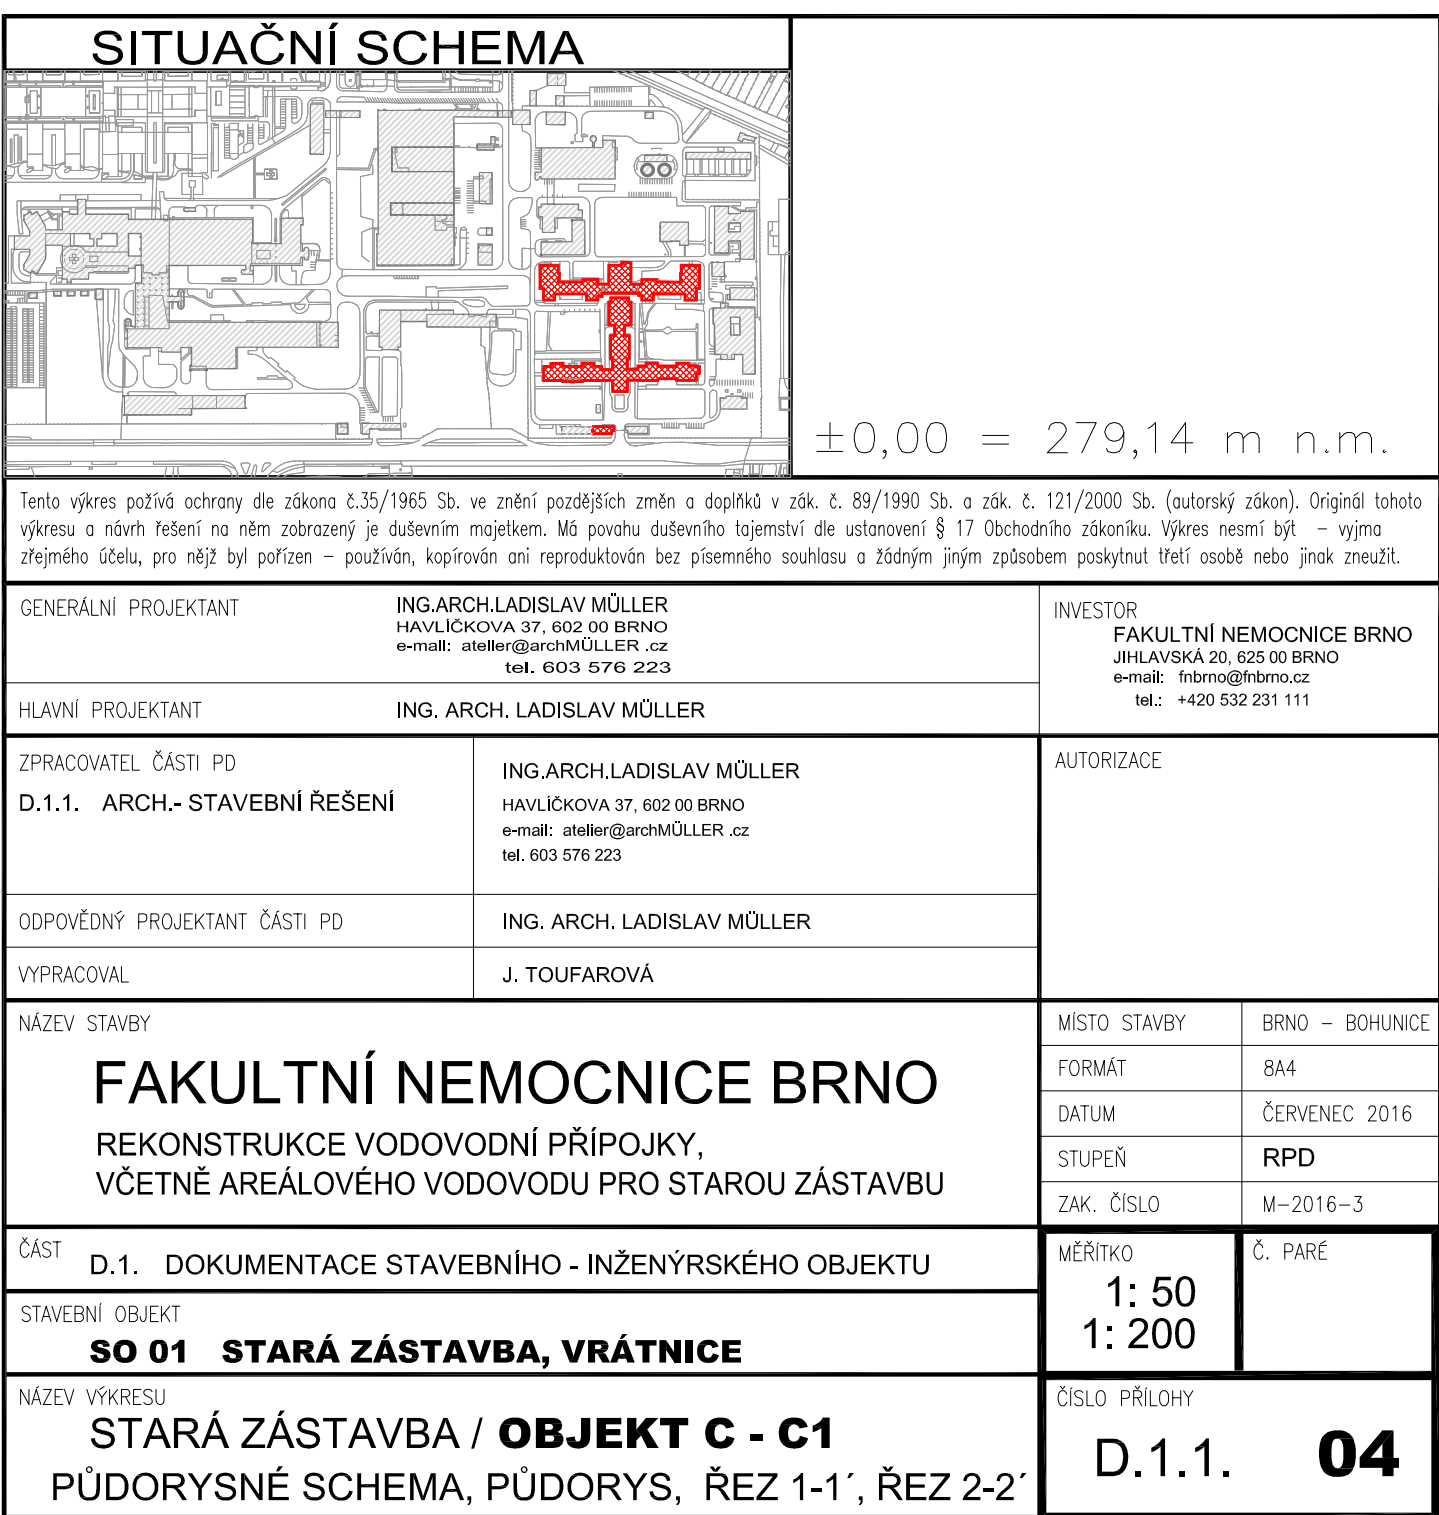 SITUAČNÍ SCHEMA
±0,00 = 279,14 m n.m.
Tento výkres požívá ochrany dle zákona č.35/1965 Sb. ve znění pozdějších změn a doplňků v zák. č. 89/1990 Sb. a zák. č. 121/2000 Sb. (autorský zákon). Originál tohoto
výkresu a návrh řešení na něm zobrazený je duševním majetkem. Má povahu duševního tajemství dle ustanovení § 17 Obchodního zákoníku. Výkres nesmí být – vyjma
zřejmého účelu, pro nějž byl pořízen – používán, kopírován ani reproduktován bez písemného souhlasu a žádným jiným způsobem poskytnut třetí osobě nebo jinak zneužit.
GENERÁLNÍ PROJEKTANT
ING.ARCH.LADISLAV MÜLLER
HAVLÍČKOVA 37, 602 00 BRNO
e-mail: atelier@archMÜLLER .cz
tel. 603 576 223
INVESTOR
FAKULTNÍ NEMOCNICE BRNO
JIHLAVSKÁ 20, 625 00 BRNO
e-mail: fnbrno@fnbrno.cz
tel.: +420 532 231 111
HLAVNÍ PROJEKTANT
ING. ARCH. LADISLAV MÜLLER
ZPRACOVATEL ČÁSTI PD
D.1.1. ARCH.- STAVEBNÍ ŘEŠENÍ
ING.ARCH.LADISLAV MÜLLER
HAVLÍČKOVA 37, 602 00 BRNO
e-mail: atelier@archMÜLLER .cz
tel. 603 576 223
AUTORIZACE
ODPOVĚDNÝ PROJEKTANT ČÁSTI PD
ING. ARCH. LADISLAV MÜLLER
VYPRACOVAL
J. TOUFAROVÁ
NÁZEV STAVBY
FAKULTNÍ NEMOCNICE BRNO
REKONSTRUKCE VODOVODNÍ PŘÍPOJKY,
VČETNĚ AREÁLOVÉHO VODOVODU PRO STAROU ZÁSTAVBU
MÍSTO STAVBY BRNO – BOHUNICE
FORMÁT 8A4
DATUM ČERVENEC 2016
STUPEŇ RPD
ZAK. ČÍSLO M–2016–3
ČÁST
D.1. DOKUMENTACE STAVEBNÍHO - INŽENÝRSKÉHO OBJEKTU
MĚŘÍTKO
1: 50
1: 200
Č. PARÉ
STAVEBNÍ OBJEKT
SO 01 STARÁ ZÁSTAVBA, VRÁTNICE
NÁZEV VÝKRESU
STARÁ ZÁSTAVBA / OBJEKT C - C1
PŮDORYSNÉ SCHEMA, PŮDORYS, ŘEZ 1-1´, ŘEZ 2-2´
ČÍSLO PŘÍLOHY
D.1.1. 04